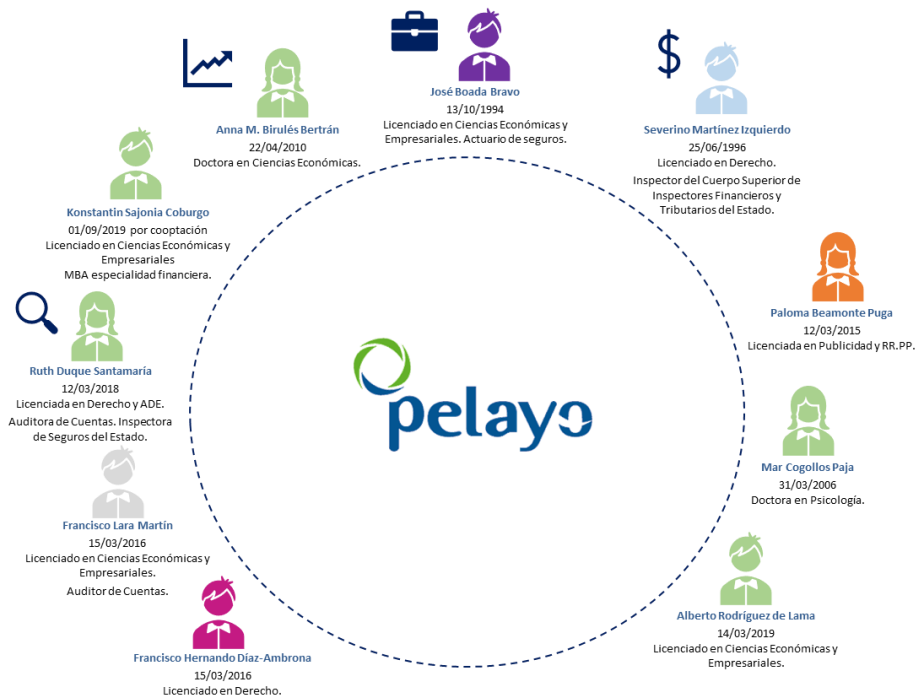 José Boada Bravo
13/10/1994
Licenciado en Ciencias Económicas y
Empresariales. Actuario de seguros.
$
Severino Martínez Izquierdo
25/06/1996
Licenciado en Derecho.
Inspector del Cuerpo Superior de
Inspectores Financieros y
Tributarios del Estado.
Paloma Beamonte Puga
12/03/2015
Licenciada en Publicidad y RR.PP.
Mar Cogollos Paja
31/03/2006
Doctora en Psicología.
Alberto Rodríguez de Lama
14/03/2019
Licenciado en Ciencias Económicas y
Empresariales.
Francisco Hernando Díaz-Ambrona
15/03/2016
Licenciado en Derecho.
Francisco Lara Martín
15/03/2016
Licenciado en Ciencias Económicas y
Empresariales.
Auditor de Cuentas.
Ruth Duque Santamaría
12/03/2018
Licenciada en Derecho y ADE.
Auditora de Cuentas. Inspectora
de Seguros del Estado.
Konstantin Sajonia Coburgo
01/09/2019 por cooptación
Licenciado en Ciencias Económicas y
Empresariales
MBA especialidad financiera.
Anna M. Birulés Bertrán
22/04/2010
Doctora en Ciencias Económicas.
pelayo